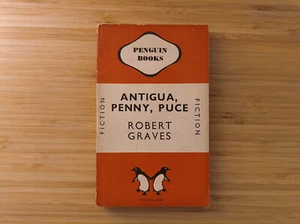 PENGUIN
BOOKS
FICTION
ANTIGUA,
PENNY, PUCE
ROBERT
GRAVES
FICTION